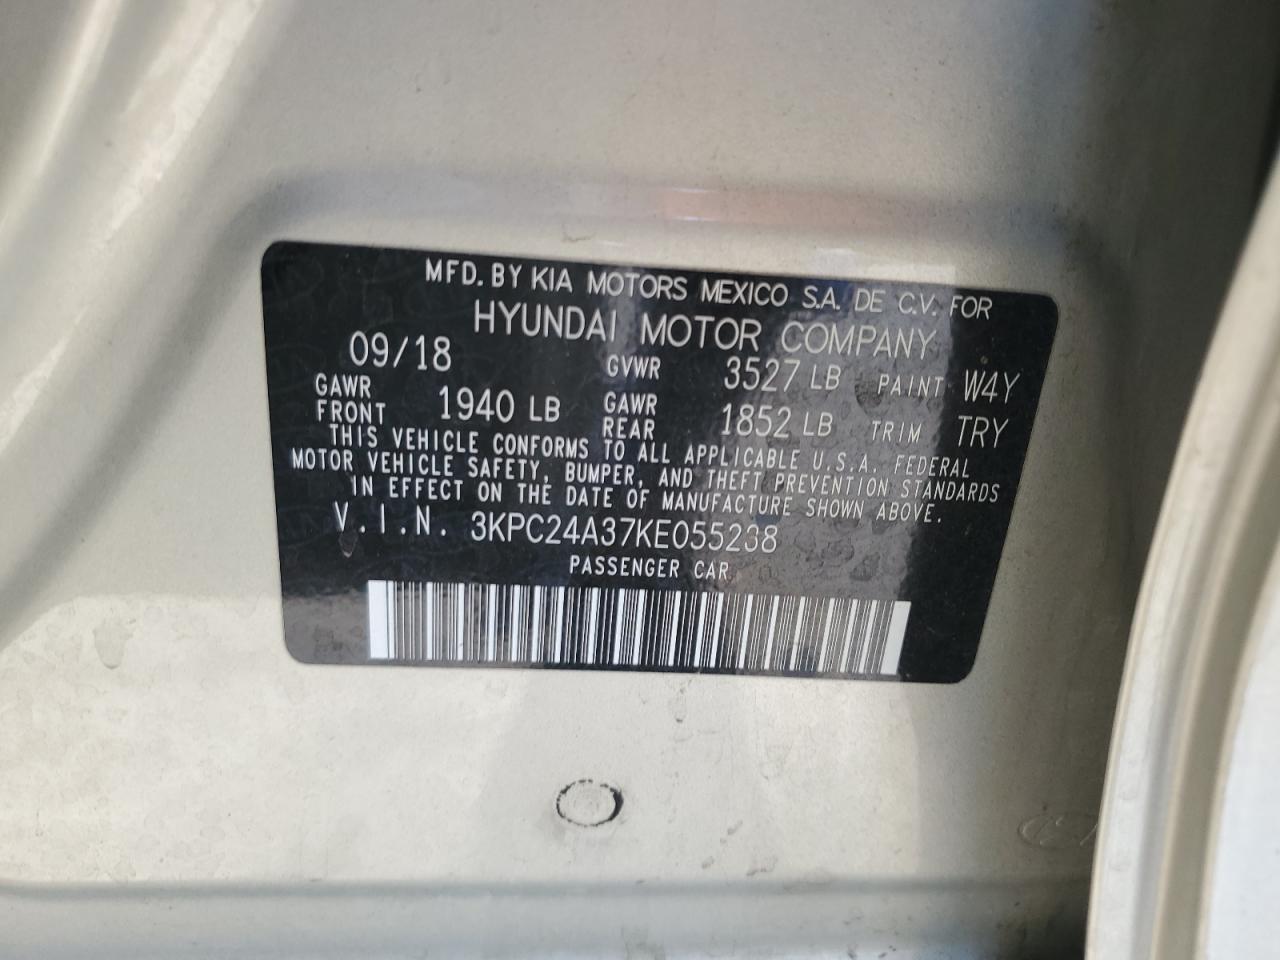 MFD. BY KIA MOTORS MEXICO S.A. DE C.V. FOR
HYUNDAI MOTOR COMPANY
09/18 GVWR 3527 LB PAINT W4Y
GAWR FRONT 1940 LB GAWR REAR 1852 LB TRIM TRY
THIS VEHICLE CONFORMS TO ALL APPLICABLE U.S.A. FEDERAL
MOTOR VEHICLE SAFETY, BUMPER, AND THEFT PREVENTION STANDARDS
IN EFFECT ON THE DATE OF MANUFACTURE SHOWN ABOVE.
V.I.N. 3KPC24A37KE055238
PASSENGER CAR